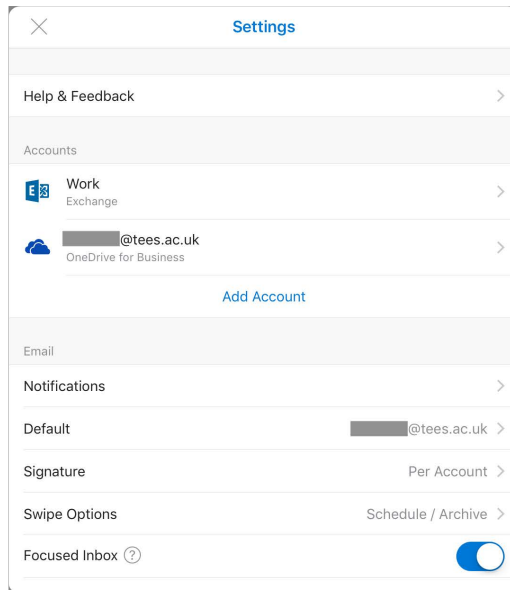 Settings
Help & Feedback
Accounts
Work
Exchange
@tees.ac.uk
OneDrive for Business
Add Account
Email
Notifications
Default @tees.ac.uk
Signature Per Account
Swipe Options Schedule / Archive
Focused Inbox ?